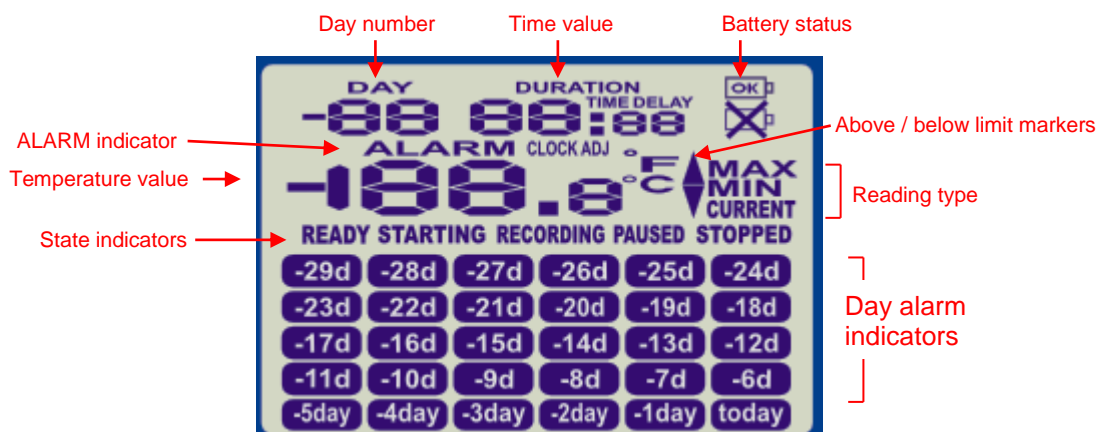 Day number Time value Battery status
DAY DURATION OK
-88 88:88 TIME DELAY
ALARM indicator ALARM CLOCK ADJ °F Above / below limit markers
Temperature value -188.8 °C MAX
MIN Reading type
CURRENT
State indicators READY STARTING RECORDING PAUSED STOPPED
-29d -28d -27d -26d -25d -24d
-23d -22d -21d -20d -19d -18d
Day alarm
indicators
-17d -16d -15d -14d -13d -12d
-11d -10d -9d -8d -7d -6d
-5day -4day -3day -2day -1day today